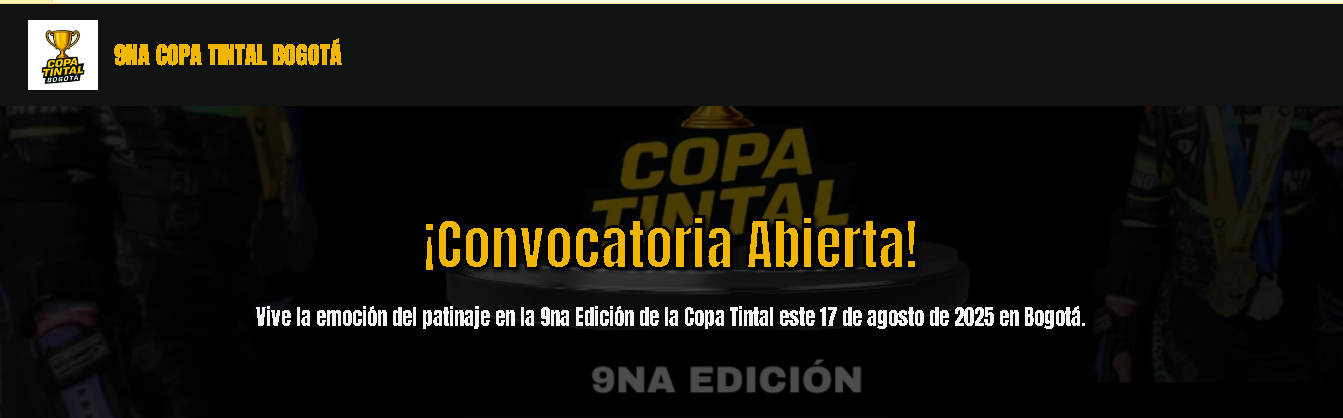 COPA
TINTAL
BOGOTÁ
9NA COPA TINTAL BOGOTÁ
COPA
TINTAL
¡Convocatoria Abierta!
Vive la emoción del patinaje en la 9na Edición de la Copa Tintal este 17 de agosto de 2025 en Bogotá.
9NA EDICIÓN